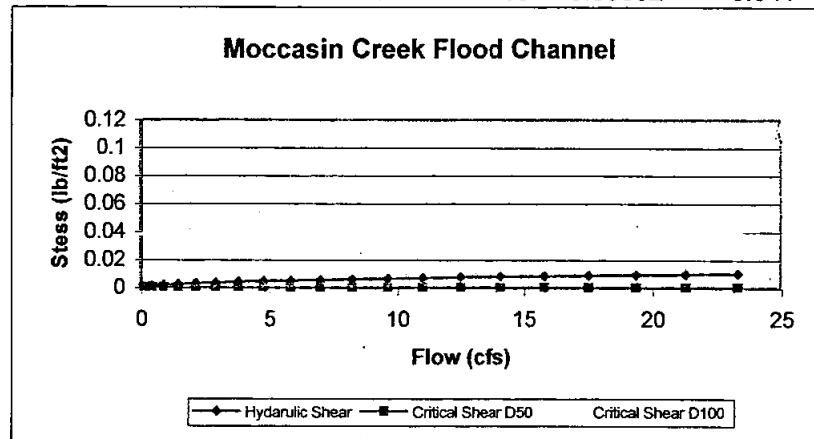 Moccasin Creek Flood Channel
Stess (lb/ft2)
0.12
0.1
0.08
0.06
0.04
0.02
0
0 5 10 15 20 25
Flow (cfs)
Hydarulic Shear Critical Shear D50 Critical Shear D100